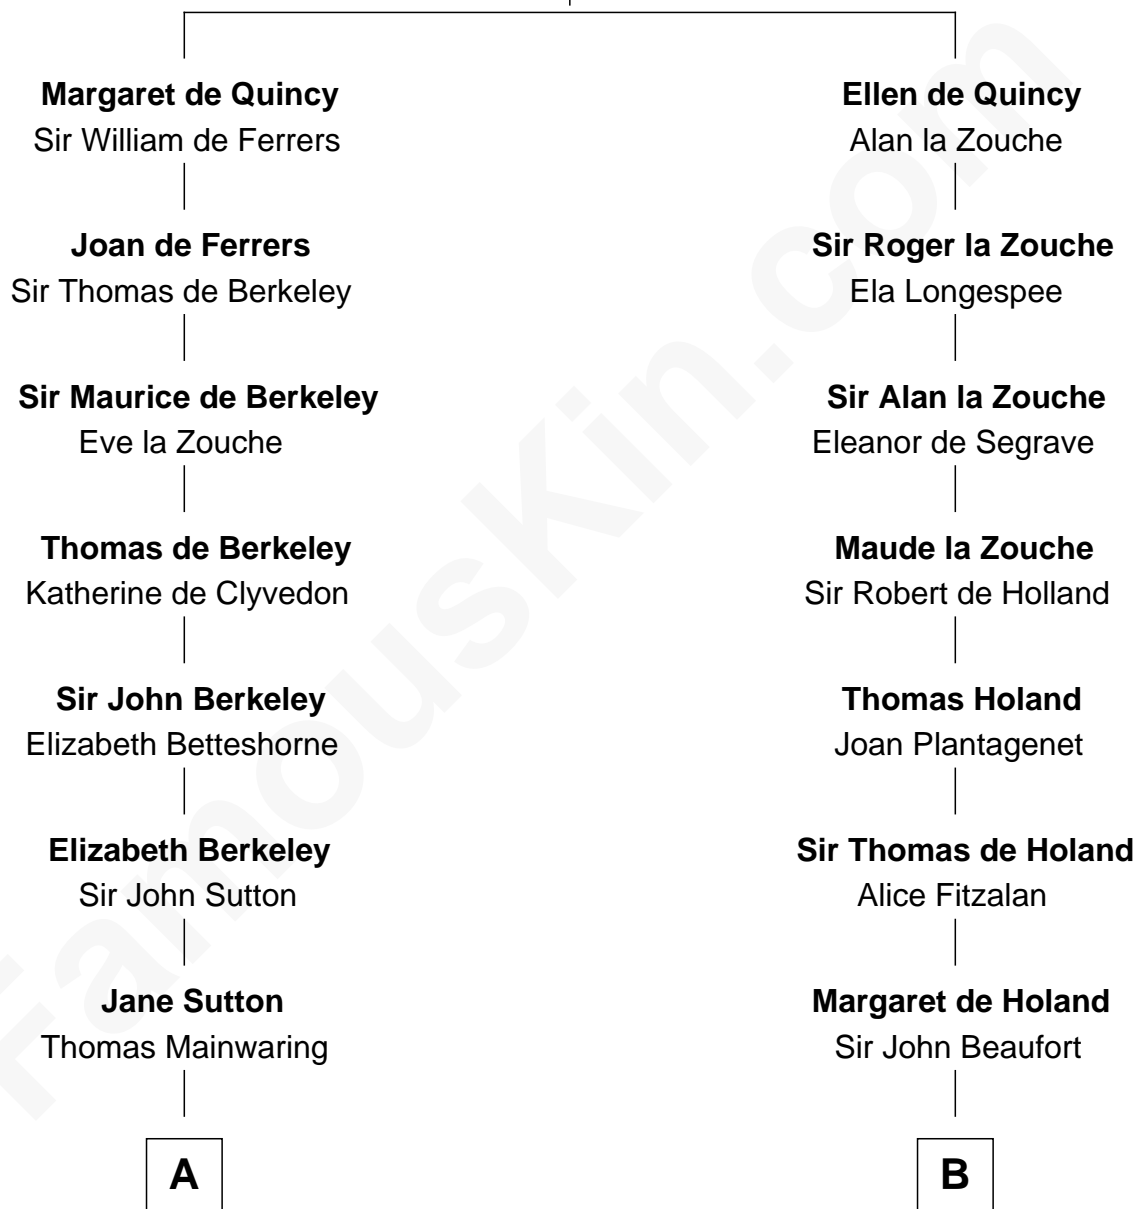 Margaret de Quincy
Sir William de Ferrers
Ellen de Quincy
Alan la Zouche
Joan de Ferrers
Sir Thomas de Berkeley
Sir Roger la Zouche
Ela Longespee
Sir Maurice de Berkeley
Eve la Zouche
Sir Alan la Zouche
Eleanor de Segrave
Thomas de Berkeley
Katherine de Clyvedon
Maude la Zouche
Sir Robert de Holland
Sir John Berkeley
Elizabeth Betteshorne
Thomas Holand
Joan Plantagenet
Elizabeth Berkeley
Sir John Sutton
Sir Thomas de Holand
Alice Fitzalan
Jane Sutton
Thomas Mainwaring
Margaret de Holand
Sir John Beaufort
A
B
FamousKin.com